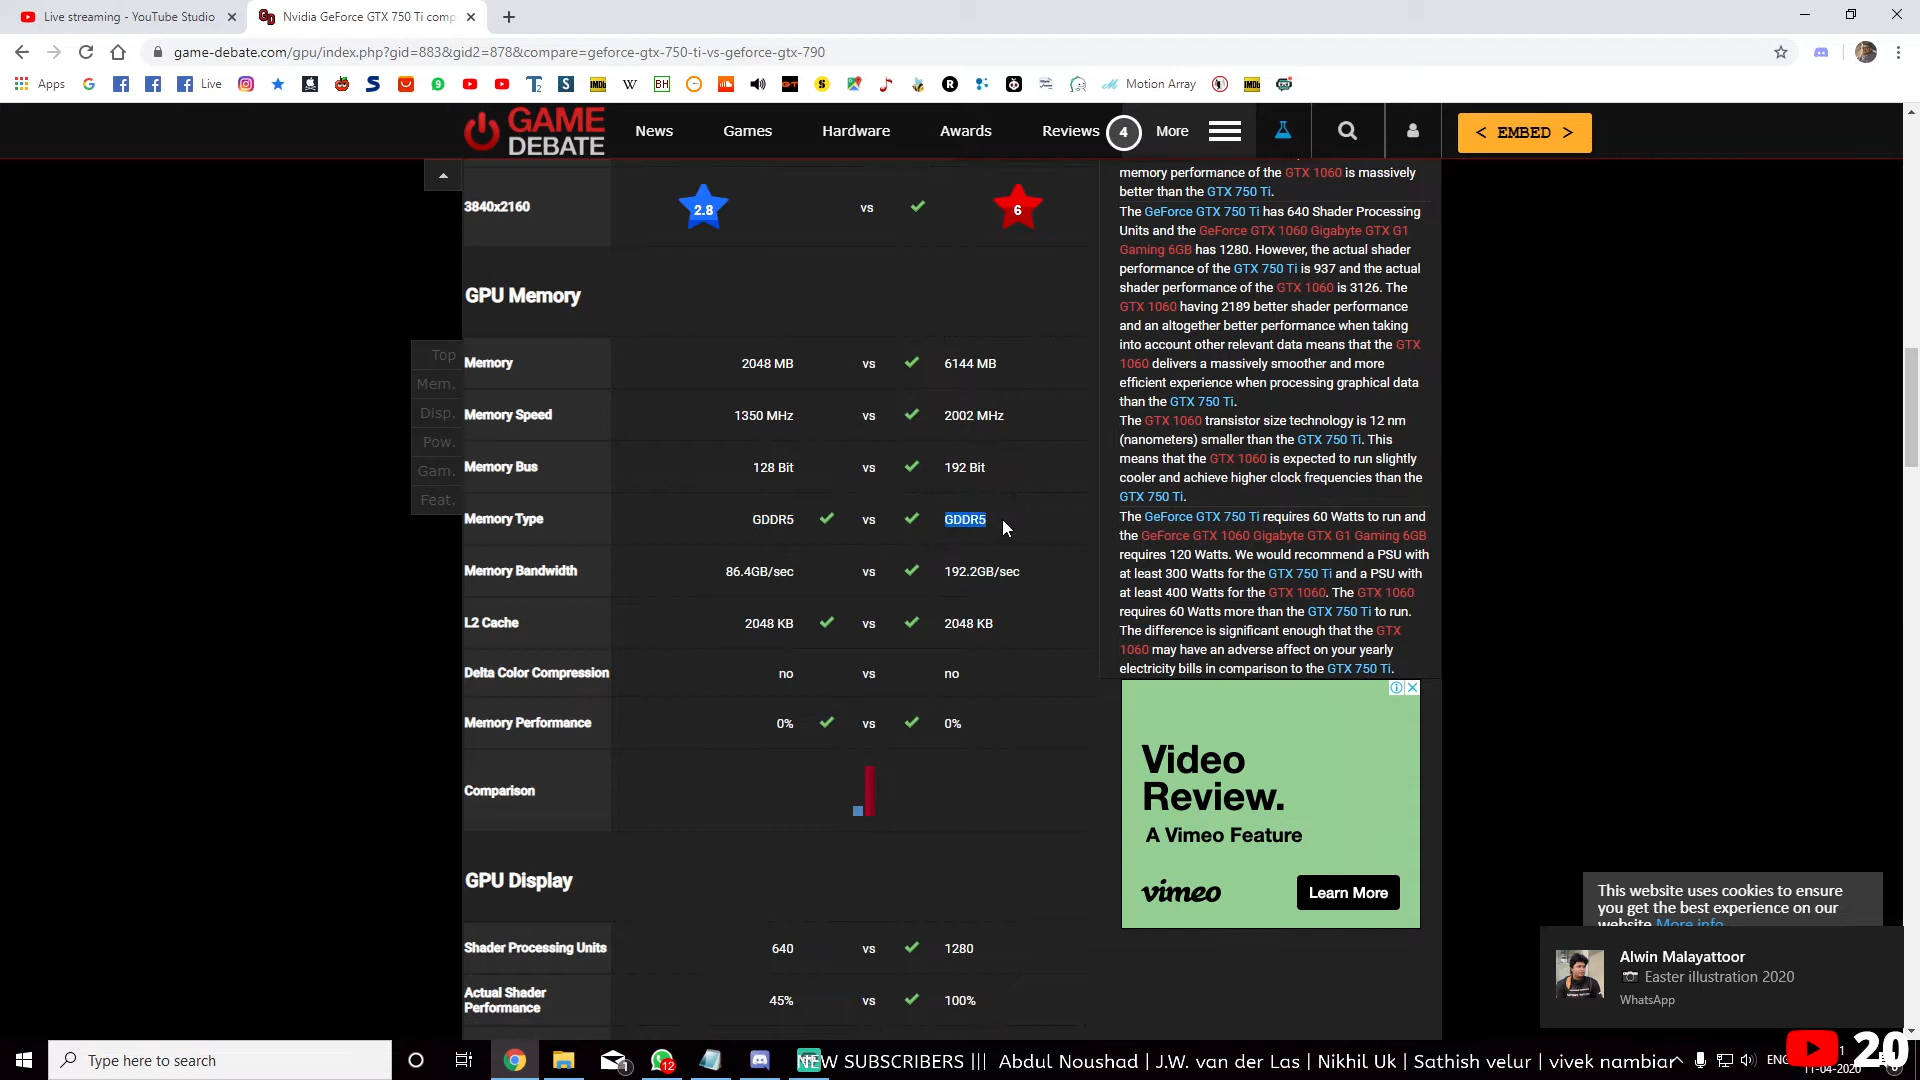 Live streaming - YouTube Studio
Nvidia GeForce GTX 750 Ti comp
game-debate.com/gpu/index.php?gid=883&gid2=878&compare=geforce-gtx-750-ti-vs-geforce-gtx-790
Apps
Live
Motion Array
GAME
DEBATE
News
Games
Hardware
Awards
Reviews
4
More
< EMBED >
3840x2160
2.8
vs
6
GPU Memory
Top
Mem.
Disp.
Pow.
Gam.
Feat.
Memory 2048 MB vs 6144 MB
Memory Speed 1350 MHz vs 2002 MHz
Memory Bus 128 Bit vs 192 Bit
Memory Type GDDR5 vs GDDR5
Memory Bandwidth 86.4GB/sec vs 192.2GB/sec
L2 Cache 2048 KB vs 2048 KB
Delta Color Compression no vs no
Memory Performance 0% vs 0%
Comparison
GPU Display
Shader Processing Units 640 vs 1280
Actual Shader
Performance
45% vs 100%
memory performance of the GTX 1060 is massively
better than the GTX 750 Ti.
The GeForce GTX 750 Ti has 640 Shader Processing
Units and the GeForce GTX 1060 Gigabyte GTX G1
Gaming 6GB has 1280. However, the actual shader
performance of the GTX 750 Ti is 937 and the actual
shader performance of the GTX 1060 is 3126. The
GTX 1060 having 2189 better shader performance
and an altogether better performance when taking
into account other relevant data means that the GTX
1060 delivers a massively smoother and more
efficient experience when processing graphical data
than the GTX 750 Ti.
The GTX 1060 transistor size technology is 12 nm
(nanometers) smaller than the GTX 750 Ti. This
means that the GTX 1060 is expected to run slightly
cooler and achieve higher clock frequencies than the
GTX 750 Ti.
The GeForce GTX 750 Ti requires 60 Watts to run and
the GeForce GTX 1060 Gigabyte GTX G1 Gaming 6GB
requires 120 Watts. We would recommend a PSU with
at least 300 Watts for the GTX 750 Ti and a PSU with
at least 400 Watts for the GTX 1060. The GTX 1060
requires 60 Watts more than the GTX 750 Ti to run.
The difference is significant enough that the GTX
1060 may have an adverse affect on your yearly
electricity bills in comparison to the GTX 750 Ti.
Video
Review.
A Vimeo Feature
vimeo
Learn More
This website uses cookies to ensure
you get the best experience on our
website More info
Alwin Malayattoor
Easter illustration 2020
WhatsApp
Type here to search
1
12
NEW SUBSCRIBERS ||| Abdul Noushad | J.W. van der Las | Nikhil Uk | Sathish velur | vivek nambiar
ENG
11-04-2020
20